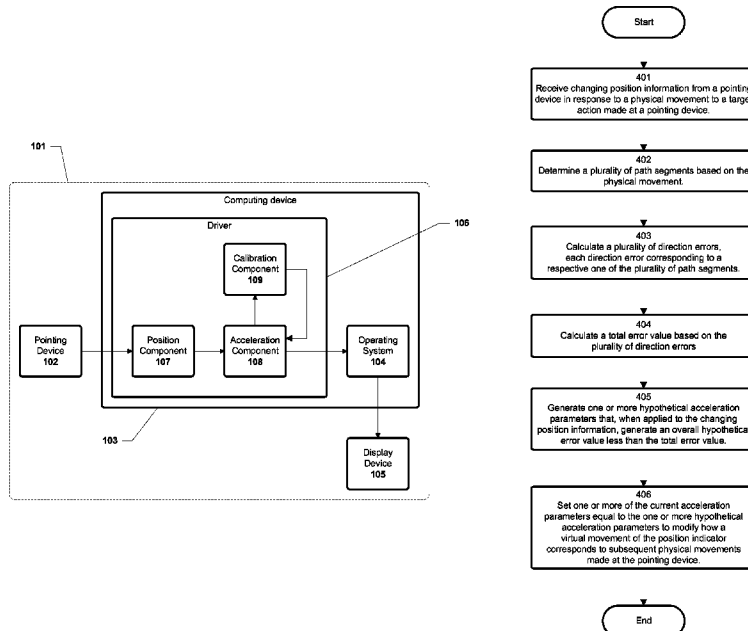 101
Computing device
Driver
106
Calibration
Component
109
Pointing
Device
102
Position
Component
107
Acceleration
Component
108
Operating
System
104
103
Display
Device
105
Start
401
Receive changing position information from a pointing
device in response to a physical movement to a target
action made at a pointing device.
402
Determine a plurality of path segments based on the
physical movement.
403
Calculate a plurality of direction errors,
each direction error corresponding to a
respective one of the plurality of path segments.
404
Calculate a total error value based on the
plurality of direction errors
405
Generate one or more hypothetical acceleration
parameters that, when applied to the changing
position information, generate an overall hypothetical
error value less than the total error value.
406
Set one or more of the current acceleration
parameters equal to the one or more hypothetical
acceleration parameters to modify how a
virtual movement of the position indicator
corresponds to subsequent physical movements
made at the pointing device.
End